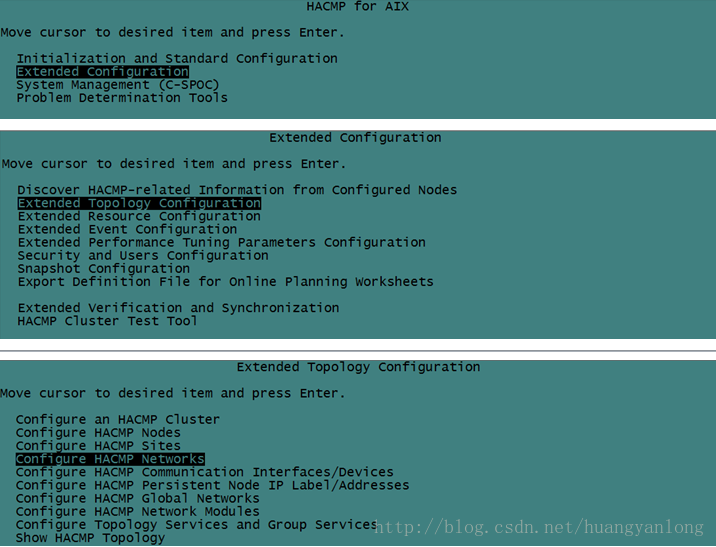 HACMP for AIX
Move cursor to desired item and press Enter.
Initialization and Standard Configuration
Extended Configuration
System Management (C-SPOC)
Problem Determination Tools
Extended Configuration
Move cursor to desired item and press Enter.
Discover HACMP-related Information from Configured Nodes
Extended Topology Configuration
Extended Resource Configuration
Extended Event Configuration
Extended Performance Tuning Parameters Configuration
Security and Users Configuration
Snapshot Configuration
Export Definition File for Online Planning Worksheets
Extended Verification and Synchronization
HACMP Cluster Test Tool
Extended Topology Configuration
Move cursor to desired item and press Enter.
Configure an HACMP Cluster
Configure HACMP Nodes
Configure HACMP Sites
Configure HACMP Networks
Configure HACMP Communication Interfaces/Devices
Configure HACMP Persistent Node IP Label/Addresses
Configure HACMP Global Networks
Configure HACMP Network Modules
Configure Topology Services and Group Services
http://blog.csdn.net/huangyanlong
Show HACMP Topology